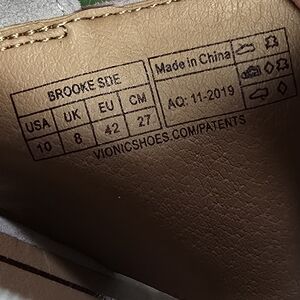 BROOKE SDE
USA UK EU CM
10 8 42 27
Made in China
AQ: 11-2019
VIONICSHOES.COM/PATENTS